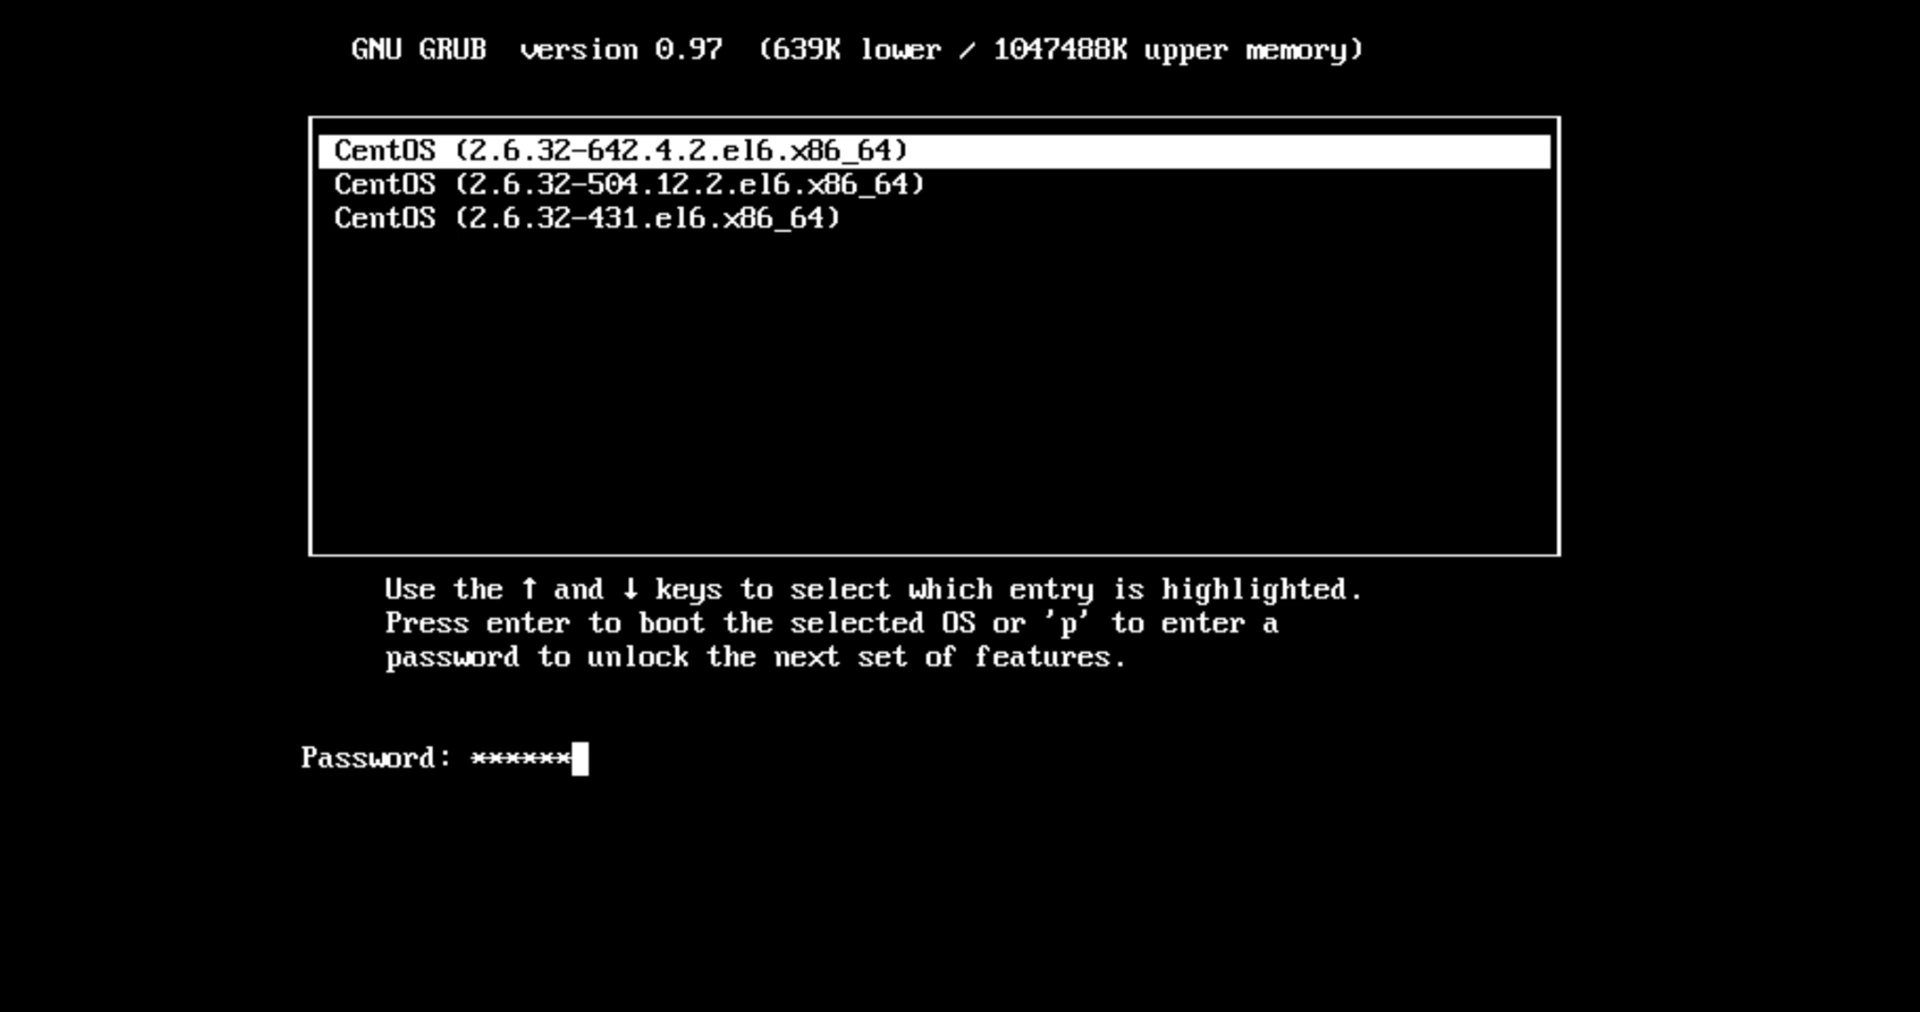 GNU GRUB  version 0.97  (639K lower / 1047488K upper memory)
CentOS (2.6.32-642.4.2.el6.x86_64)
CentOS (2.6.32-504.12.2.el6.x86_64)
CentOS (2.6.32-431.el6.x86_64)
Use the ↑ and ↓ keys to select which entry is highlighted.
Press enter to boot the selected OS or 'p' to enter a
password to unlock the next set of features.
Password: ******